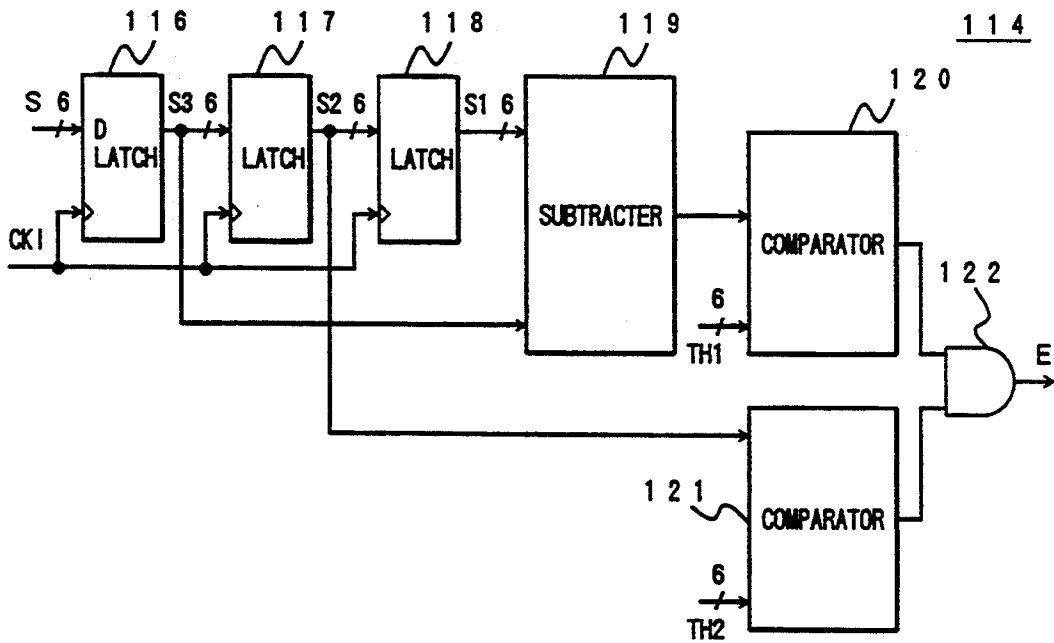 116
117
118
119
114
120
S 6
S3 6
S2 6
S1 6
D
LATCH
LATCH
LATCH
SUBTRACTER
COMPARATOR
CKI
122
6
TH1
E
121
COMPARATOR
6
TH2